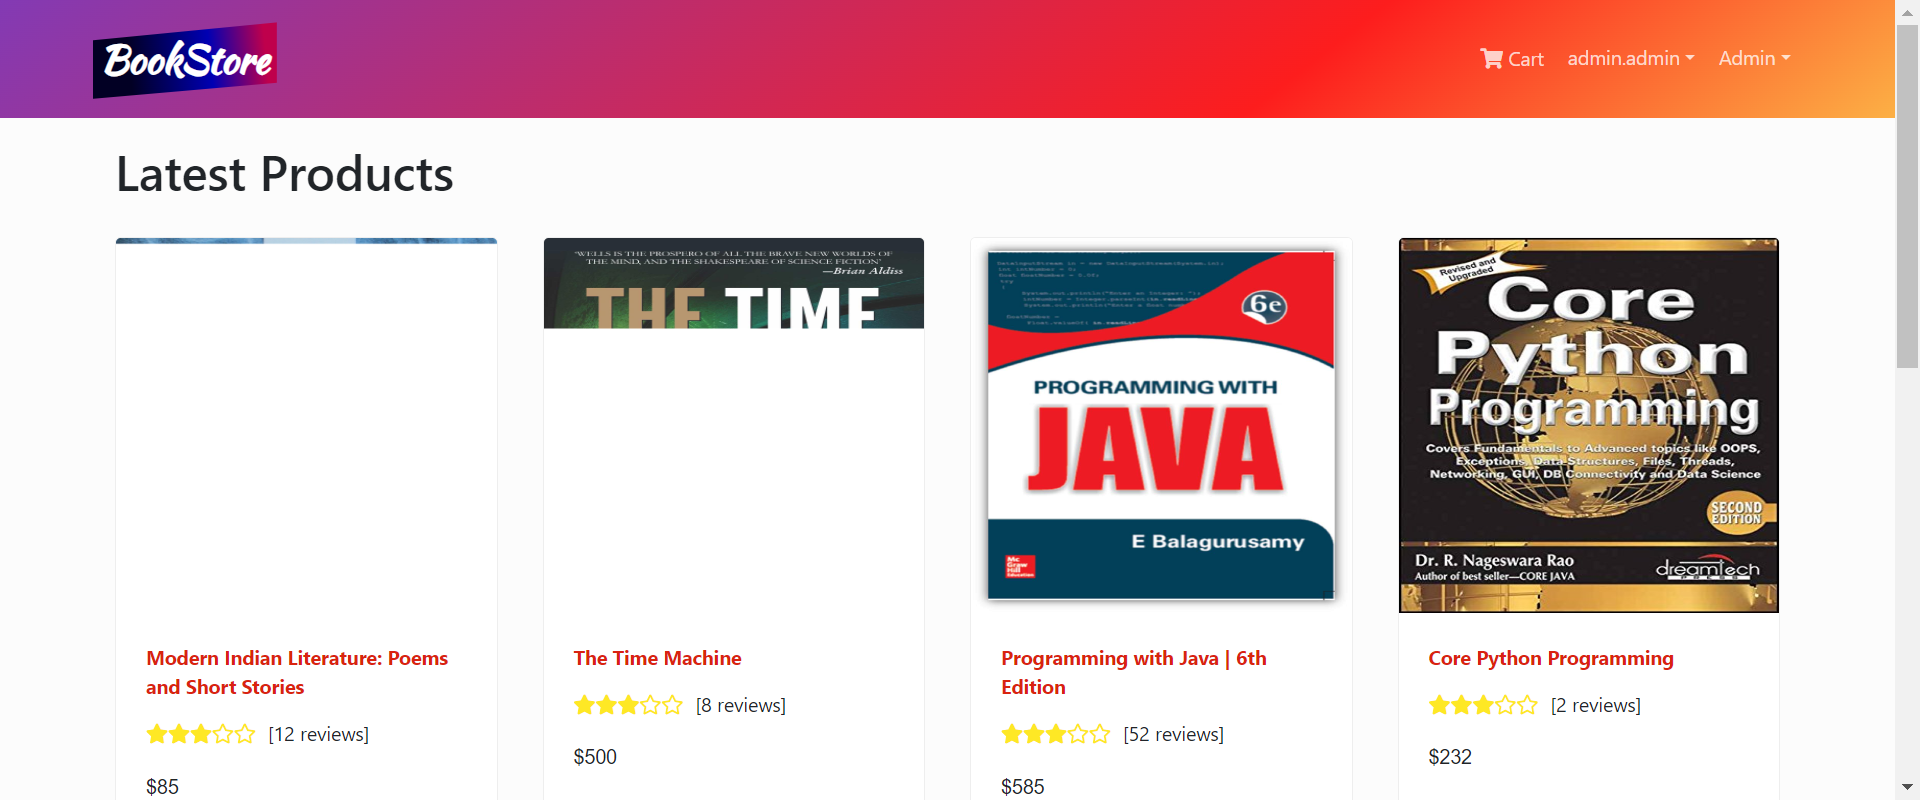 BookStore
Cart
admin.admin
Admin
Latest Products
"WELLS IS THE PROSPERO OF ALL THE BRAVE NEW WORLDS OF
THE MIND, AND THE SHAKESPEARE OF SCIENCE FICTION"
—Brian Aldiss
THE TIME
6e
PROGRAMMING WITH
JAVA
E Balagurusamy
Mc
Graw
Hill
Education
Revised and
Upgraded
Core
Python
Programming
Covers Fundamentals to Advanced topics like OOPS,
Exceptions, Data Structures, Files, Threads,
Networking, GUI, DB Connectivity and Data Science
SECOND
EDITION
Dr. R. Nageswara Rao
Author of best seller—CORE JAVA
dreamtech
PRESS
Modern Indian Literature: Poems
and Short Stories
[12 reviews]
$85
The Time Machine
[8 reviews]
$500
Programming with Java | 6th
Edition
[52 reviews]
$585
Core Python Programming
[2 reviews]
$232